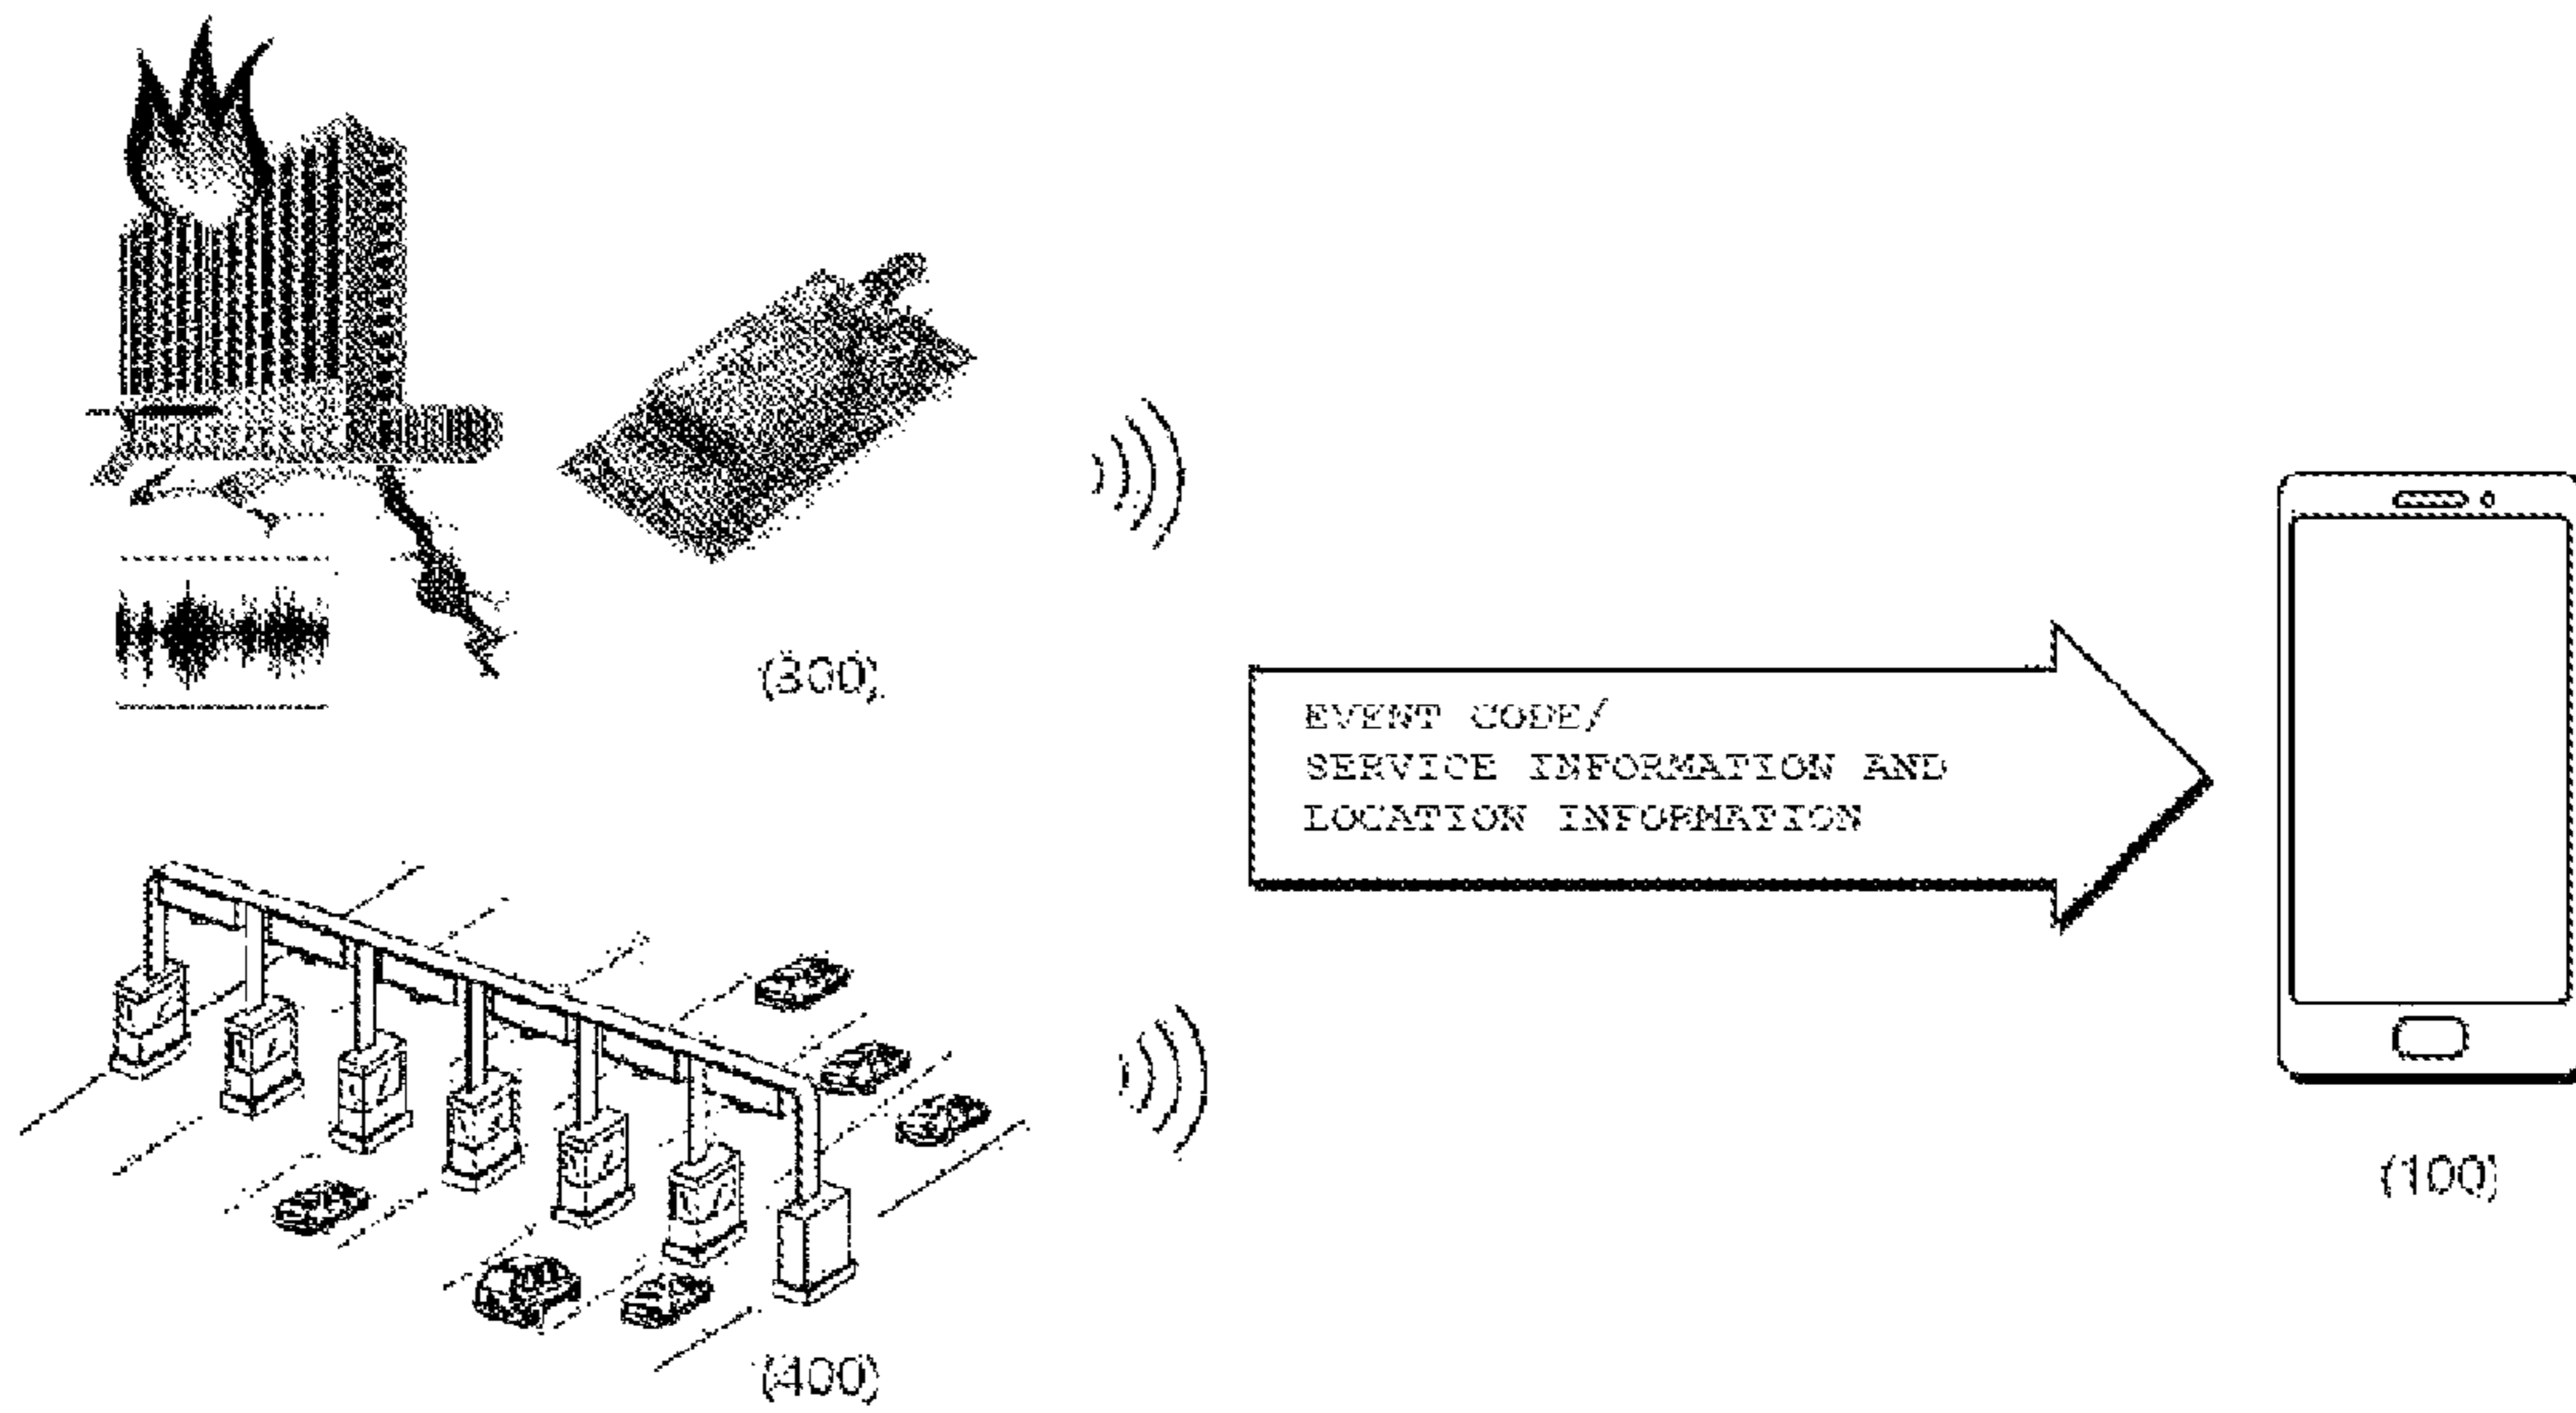 (300)
EVENT CODE/
SERVICE INFORMATION AND
LOCATION INFORMATION
(100)
(400)